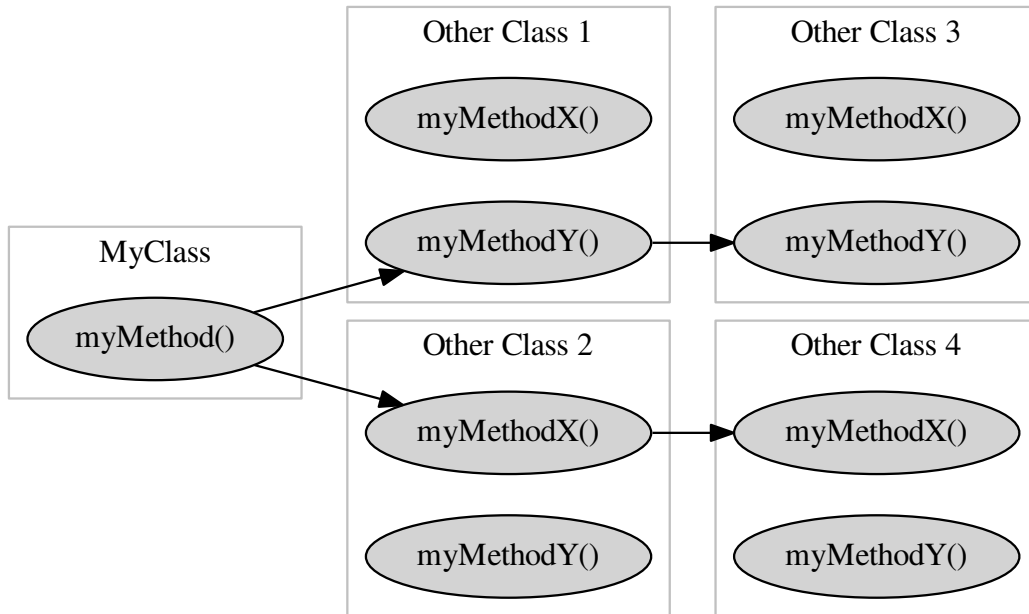 MyClass
myMethod()
Other Class 1
myMethodX()
myMethodY()
Other Class 2
myMethodX()
myMethodY()
Other Class 3
myMethodX()
myMethodY()
Other Class 4
myMethodX()
myMethodY()